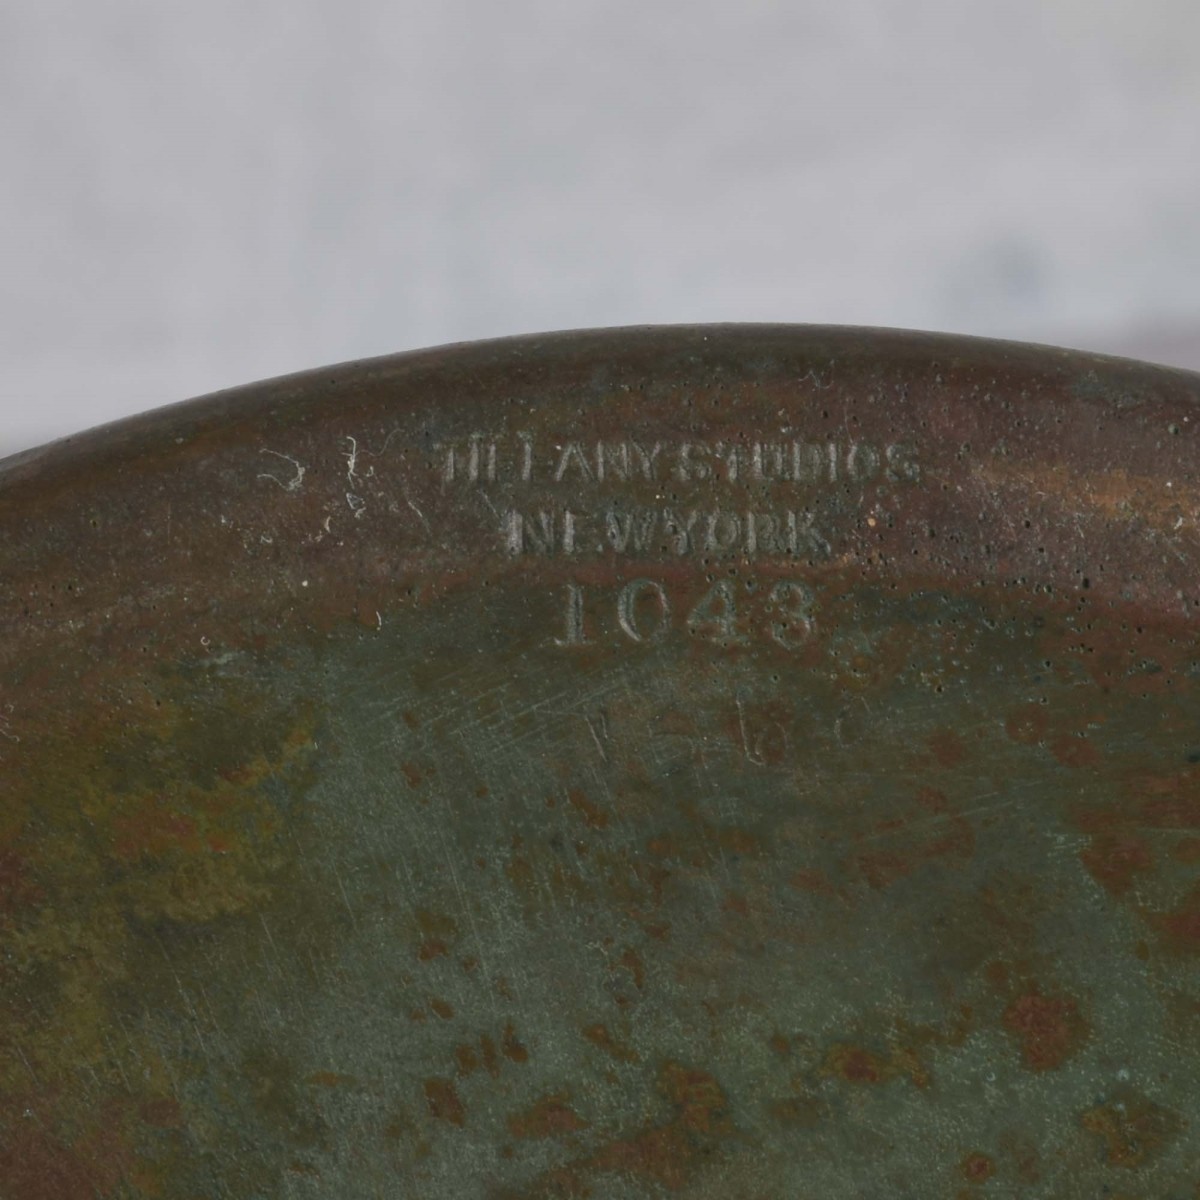 TIFFANY STUDIOS
NEW YORK
1043